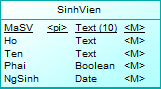 SinhVien
MaSV <pi> Text (10) <M>
Ho Text <M>
Ten Text <M>
Phai Boolean <M>
NgSinh Date <M>